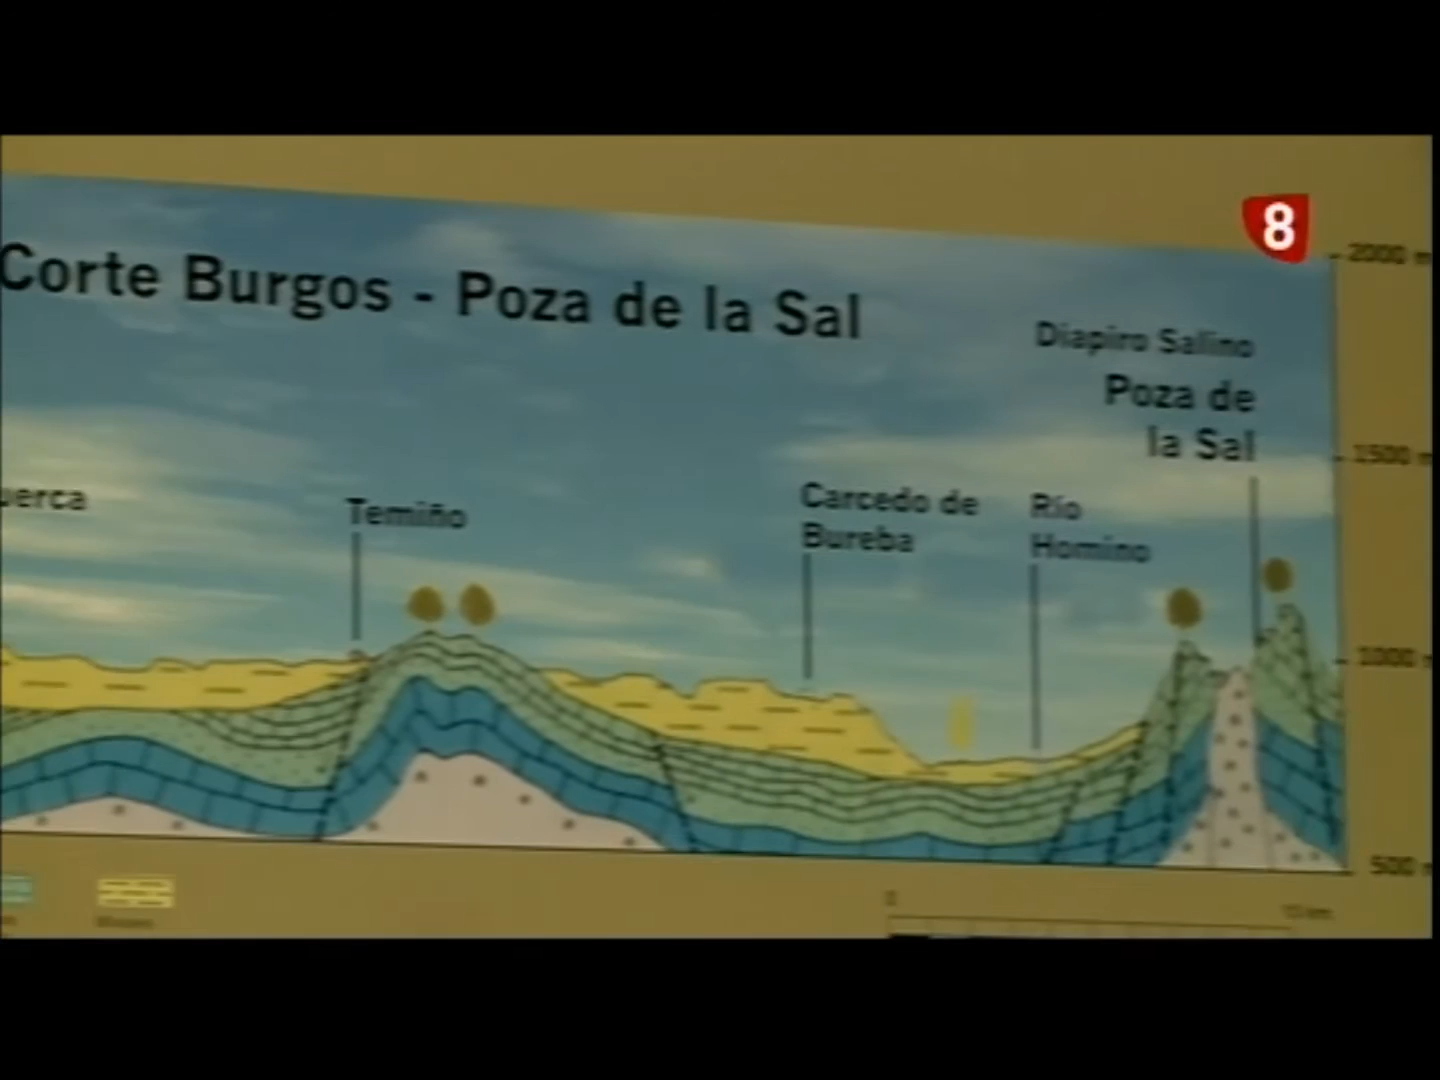 8
2000 m
Corte Burgos - Poza de la Sal
Diapiro Salino
Poza de
la Sal
1500 m
uerca
Temiño
Carcedo de
Bureba
Río
Homino
1000 m
500 m